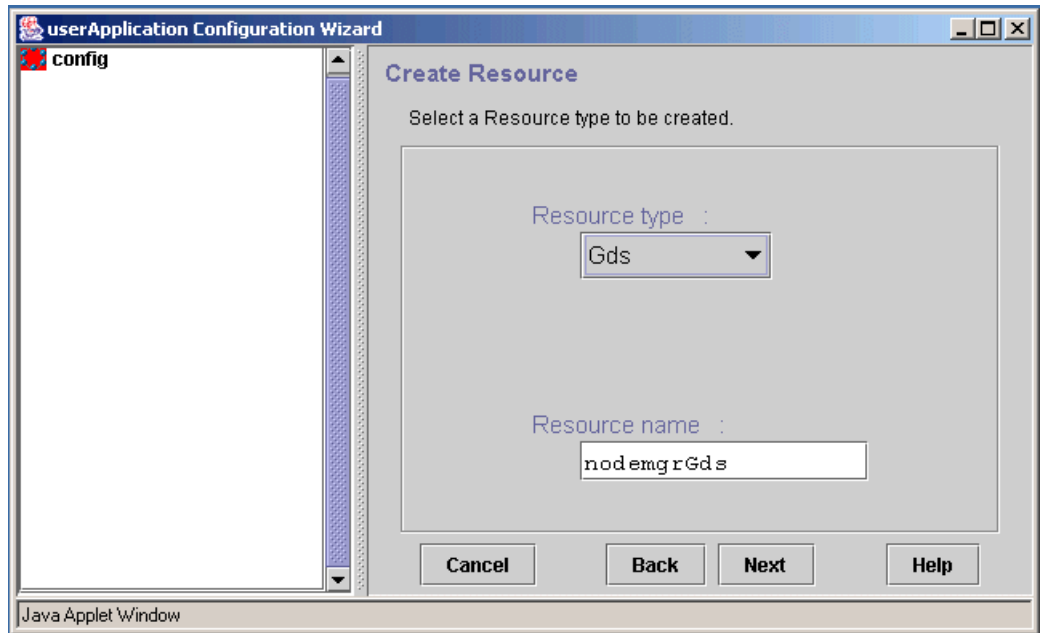 userApplication Configuration Wizard
config
Create Resource
Select a Resource type to be created.
Resource type :
Gds
Resource name :
nodemgrGds
Cancel
Back
Next
Help
Java Applet Window